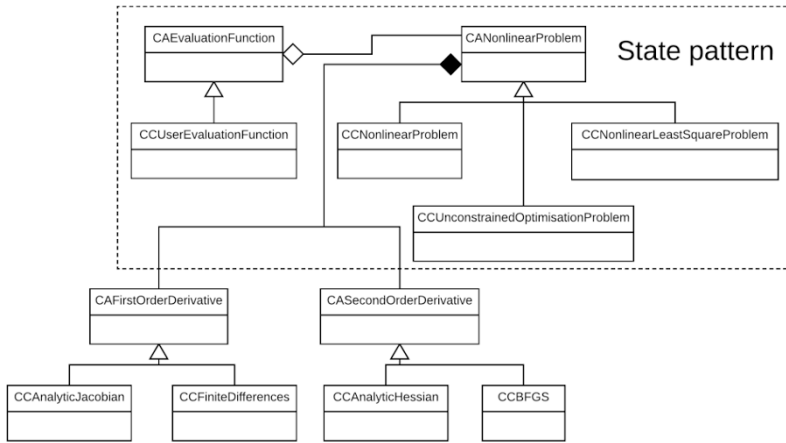 CAEvaluationFunction
CANonlinearProblem
State pattern
CCUserEvaluationFunction
CCNonlinearProblem
CCNonlinearLeastSquareProblem
CCUnconstrainedOptimisationProblem
CAFirstOrderDerivative
CASecondOrderDerivative
CCAnalyticJacobian
CCFiniteDifferences
CCAnalyticHessian
CCBFGS